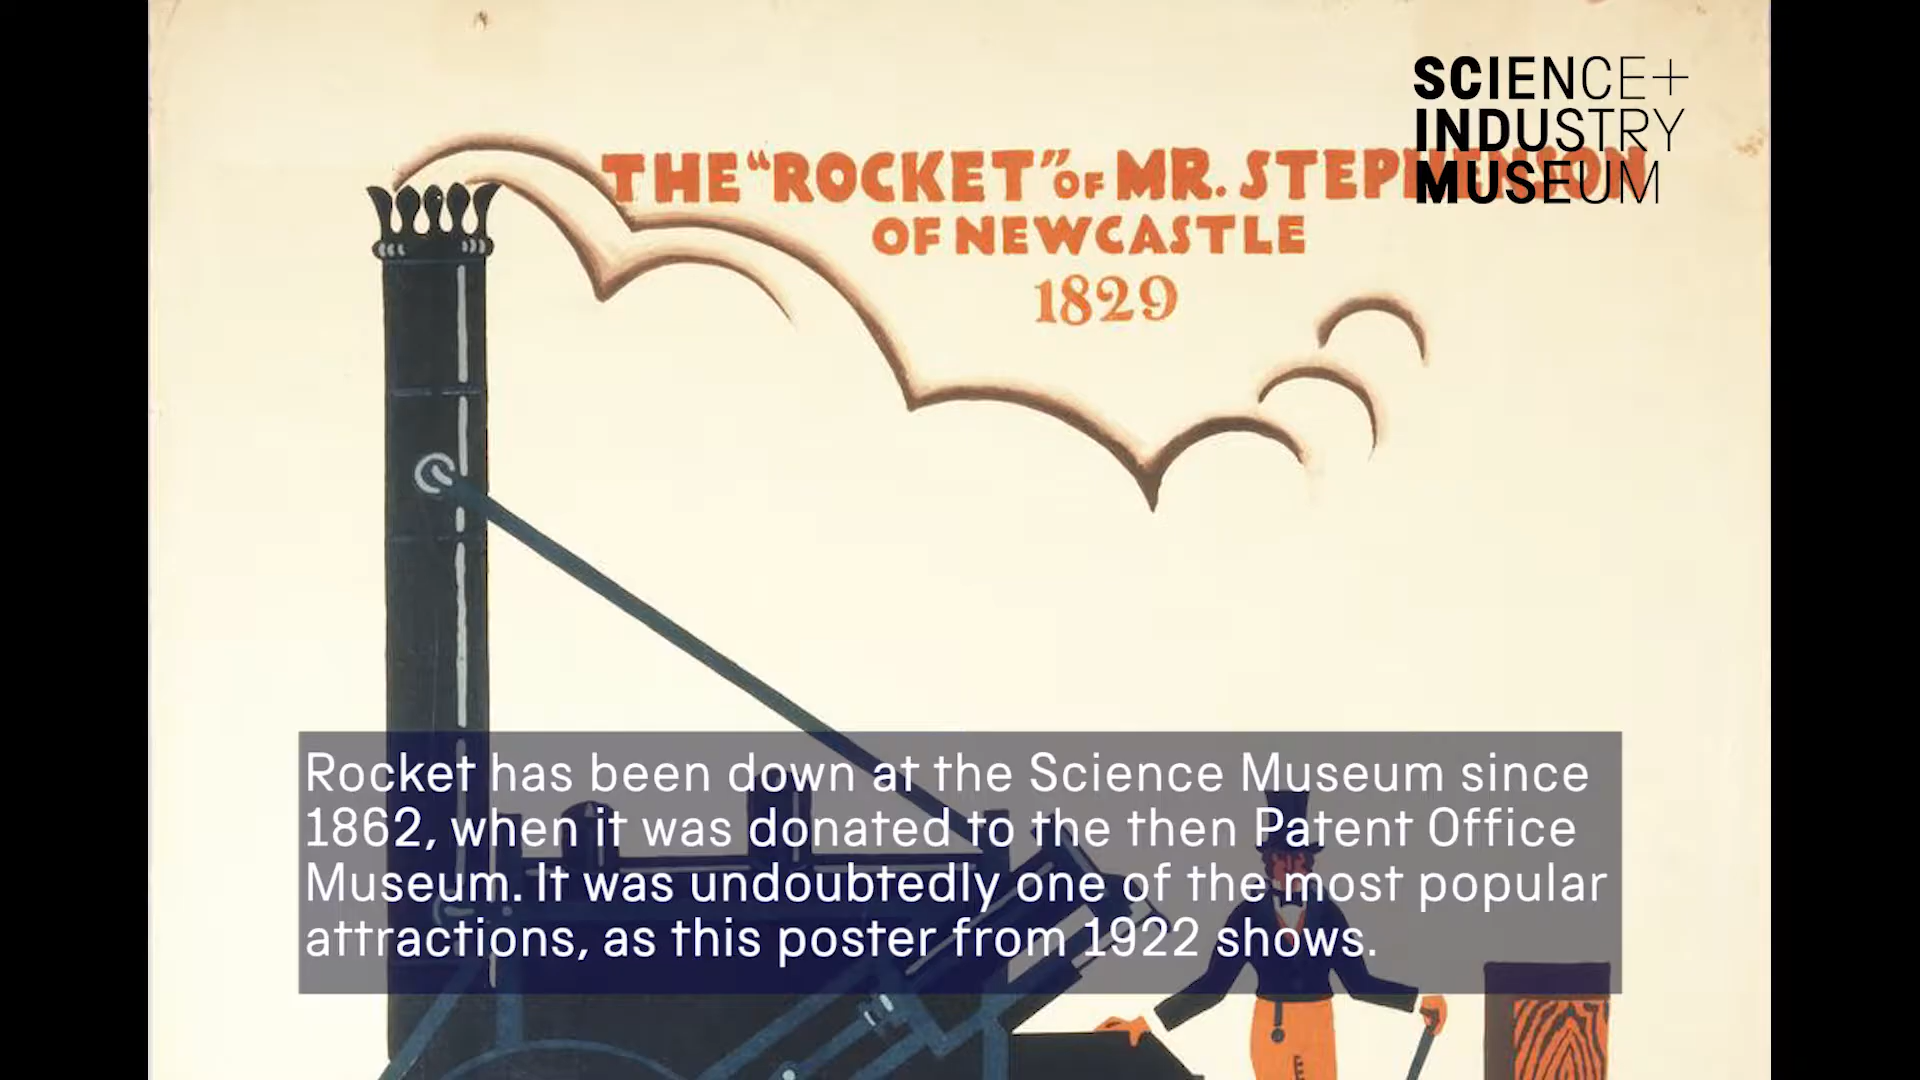 SCIENCE+
INDUSTRY
MUSEUM
THE "ROCKET" OF MR. STEPHENSON
OF NEWCASTLE
1829
Rocket has been down at the Science Museum since
1862, when it was donated to the then Patent Office
Museum. It was undoubtedly one of the most popular
attractions, as this poster from 1922 shows.